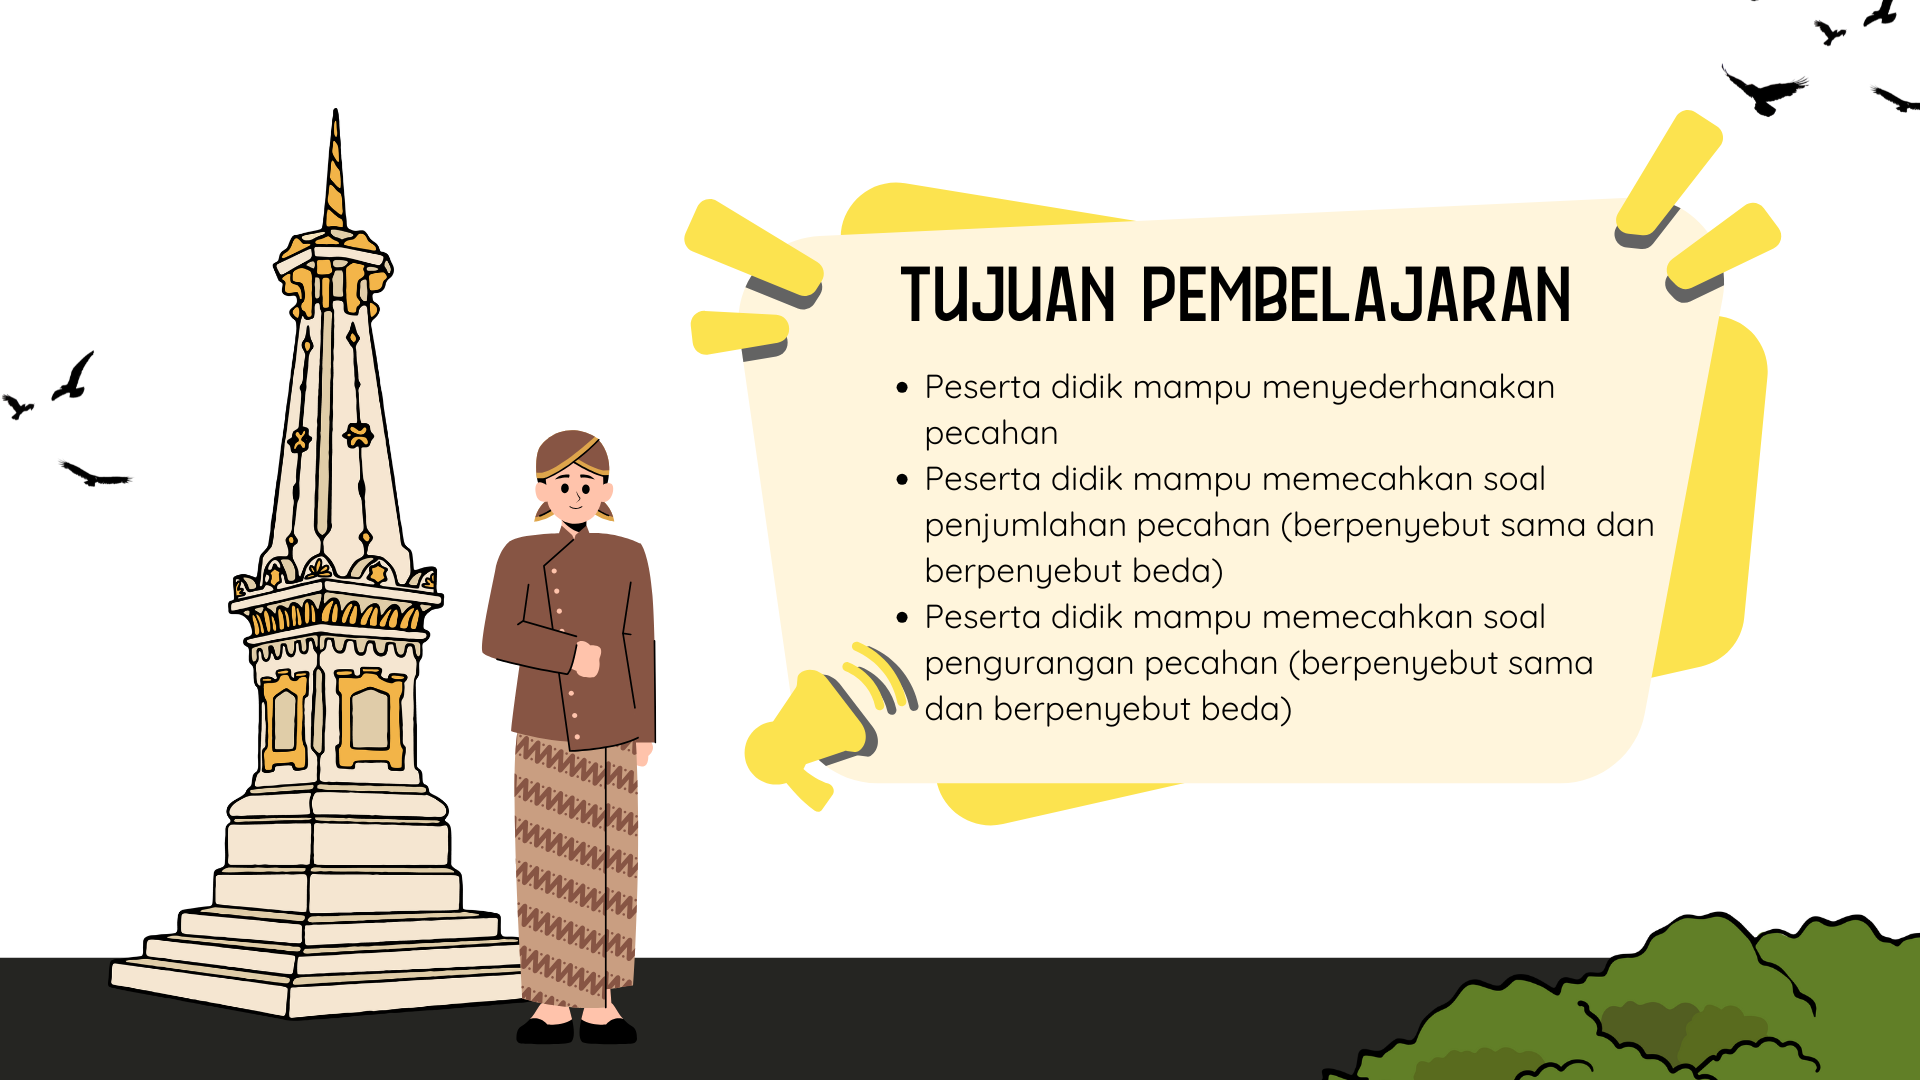 TUJUAN PEMBELAJARAN
• Peserta didik mampu menyederhanakan
pecahan
• Peserta didik mampu memecahkan soal
penjumlahan pecahan (berpenyebut sama dan
berpenyebut beda)
• Peserta didik mampu memecahkan soal
pengurangan pecahan (berpenyebut sama
dan berpenyebut beda)